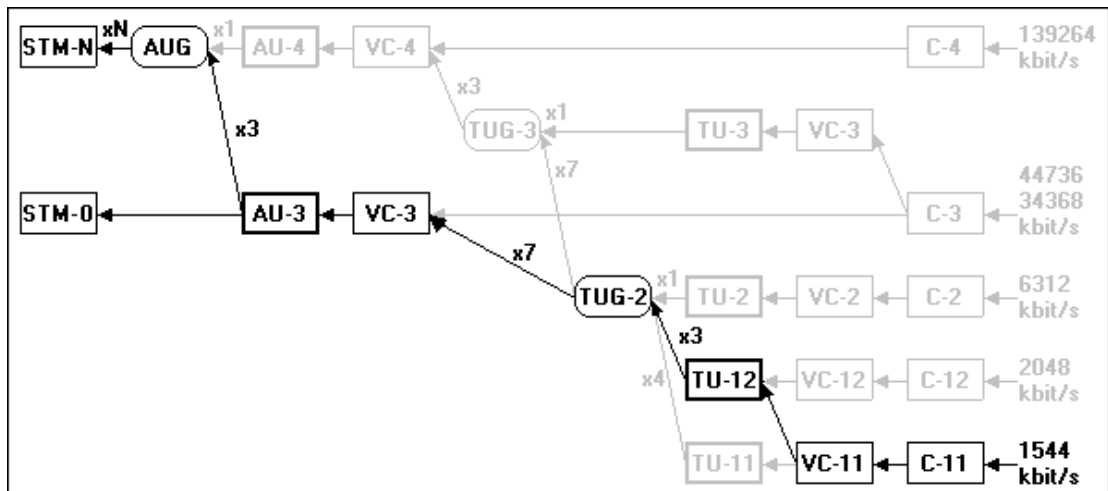 xN x1 139264
STM-N AUG AU-4 VC-4 C-4 kbit/s
x3
x1
TUG-3 TU-3 VC-3
x3
x7 44736
34368
STM-0 AU-3 VC-3 C-3 kbit/s
x7
x1 6312
TUG-2 TU-2 VC-2 C-2 kbit/s
x3
x4 2048
TU-12 VC-12 C-12 kbit/s
1544
TU-11 VC-11 C-11 kbit/s